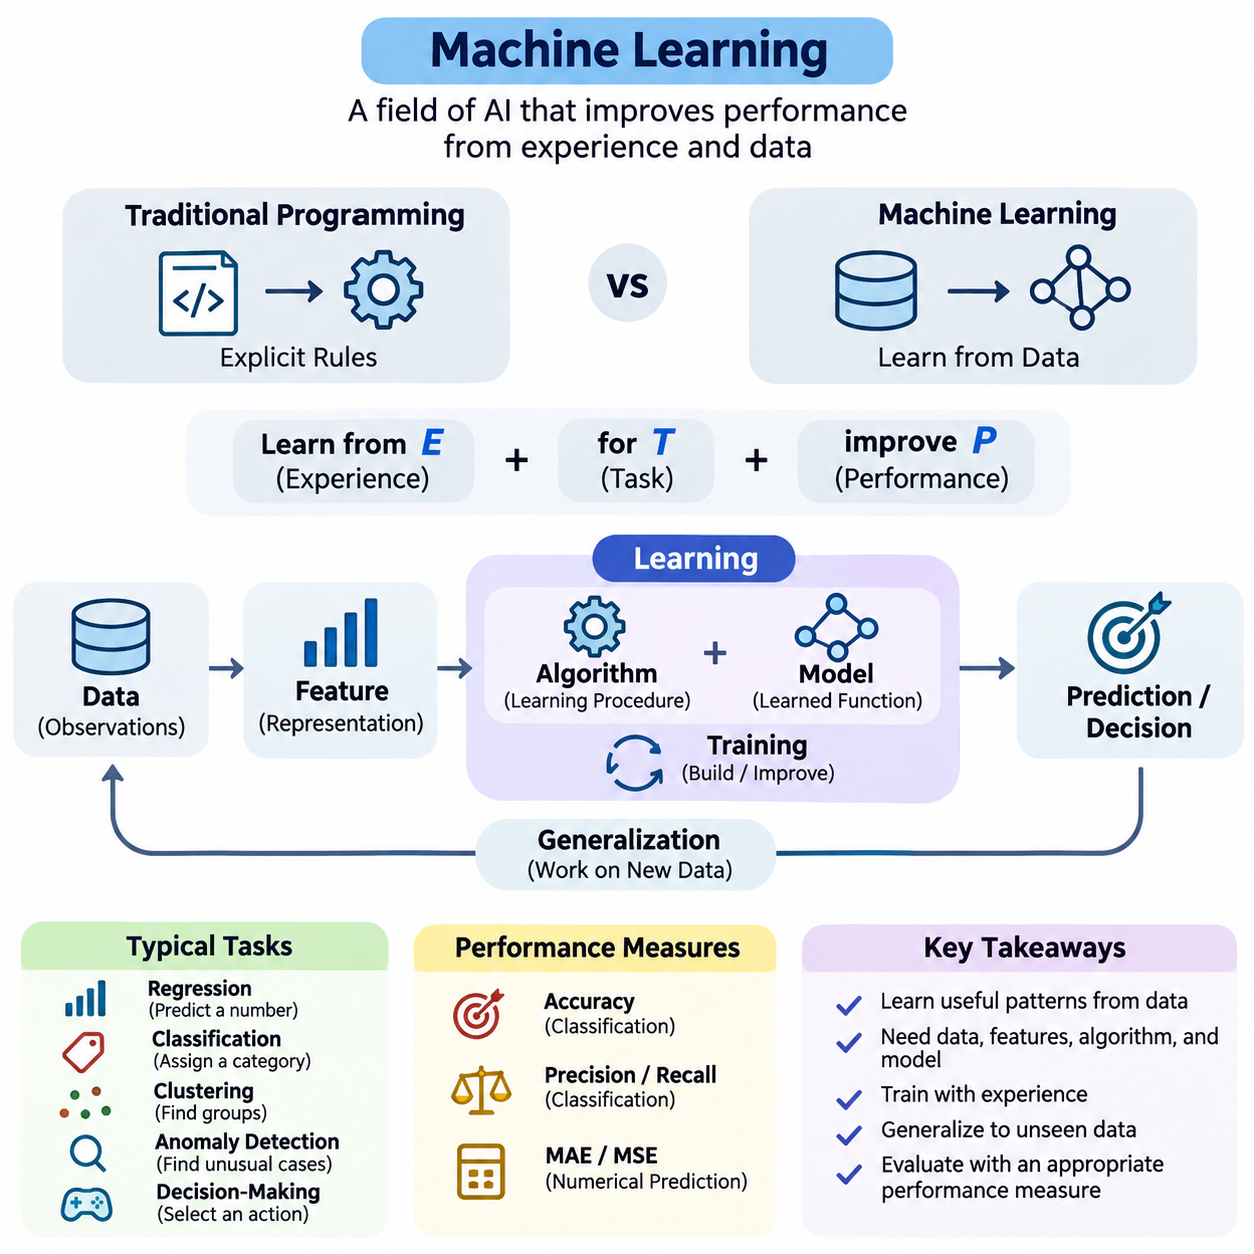 Machine Learning
A field of AI that improves performance
from experience and data
Traditional Programming
</>
Explicit Rules
VS
Machine Learning
Learn from Data
Learn from E
(Experience)
+
for T
(Task)
+
improve P
(Performance)
Learning
Data
(Observations)
Feature
(Representation)
Algorithm
(Learning Procedure)
+
Model
(Learned Function)
Training
(Build / Improve)
Prediction /
Decision
Generalization
(Work on New Data)
Typical Tasks
Regression
(Predict a number)
Classification
(Assign a category)
Clustering
(Find groups)
Anomaly Detection
(Find unusual cases)
Decision-Making
(Select an action)
Performance Measures
Accuracy
(Classification)
Precision / Recall
(Classification)
MAE / MSE
(Numerical Prediction)
Key Takeaways
Learn useful patterns from data
Need data, features, algorithm, and
model
Train with experience
Generalize to unseen data
Evaluate with an appropriate
performance measure